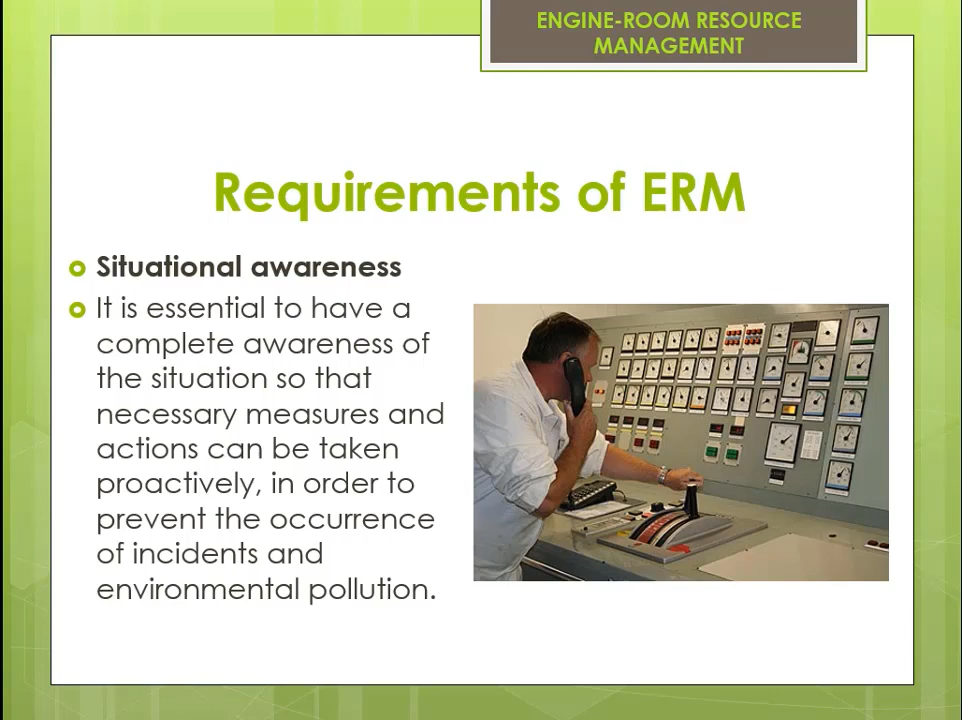 ENGINE-ROOM RESOURCE
MANAGEMENT
Requirements of ERM
Situational awareness
It is essential to have a
complete awareness of
the situation so that
necessary measures and
actions can be taken
proactively, in order to
prevent the occurrence
of incidents and
environmental pollution.